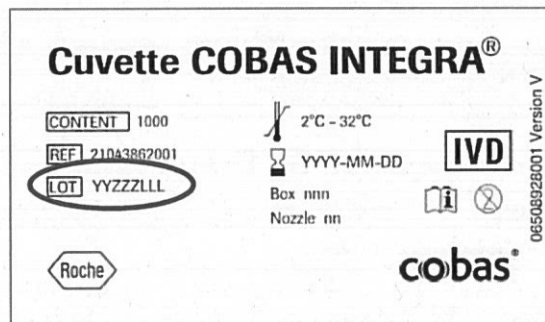 Cuvette COBAS INTEGRA®
CONTENT 1000
REF 21043862001
LOT YYZZZLLL
2°C - 32°C
YYYY-MM-DD
Box nnn
Nozzle nn
IVD
06508928001 Version V
Roche
cobas®